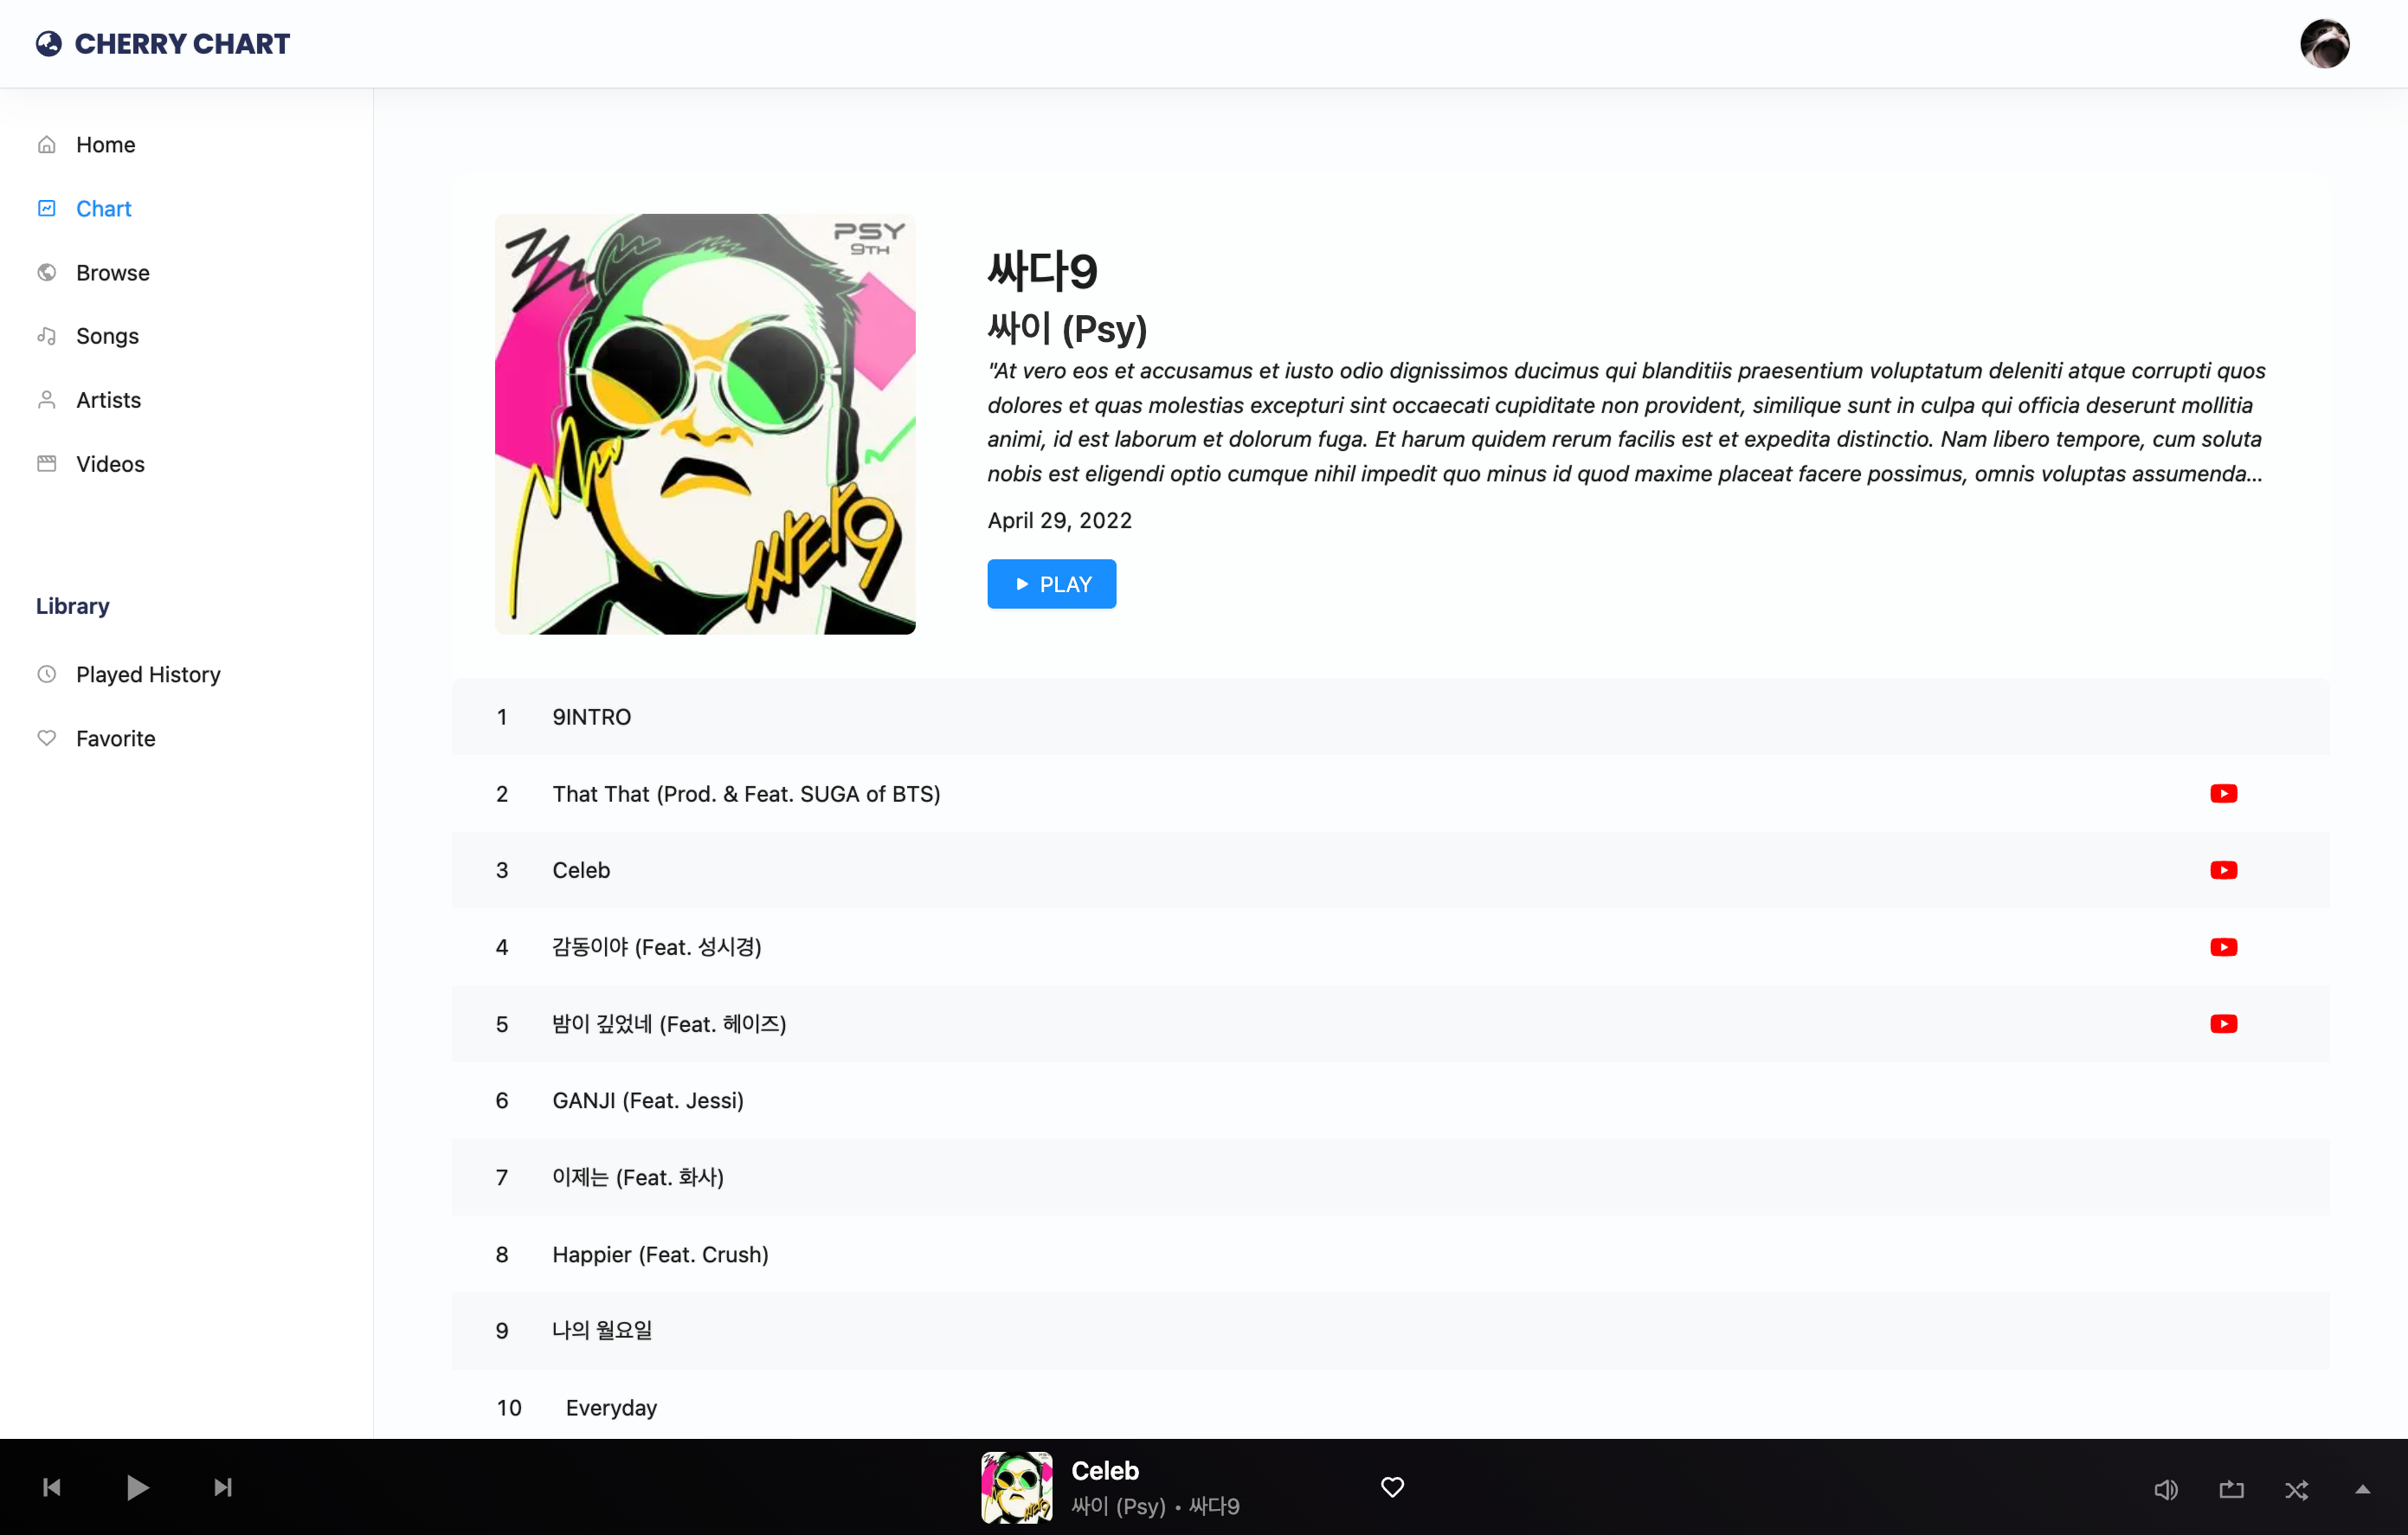 CHERRY CHART
Home
Chart
Browse
Songs
Artists
Videos
Library
Played History
Favorite
PSY
9TH
싸다9
싸다9
싸이 (Psy)
"At vero eos et accusamus et iusto odio dignissimos ducimus qui blanditiis praesentium voluptatum deleniti atque corrupti quos
dolores et quas molestias excepturi sint occaecati cupiditate non provident, similique sunt in culpa qui officia deserunt mollitia
animi, id est laborum et dolorum fuga. Et harum quidem rerum facilis est et expedita distinctio. Nam libero tempore, cum soluta
nobis est eligendi optio cumque nihil impedit quo minus id quod maxime placeat facere possimus, omnis voluptas assumenda...
April 29, 2022
PLAY
1 9INTRO
2 That That (Prod. & Feat. SUGA of BTS)
3 Celeb
4 감동이야 (Feat. 성시경)
5 밤이 깊었네 (Feat. 헤이즈)
6 GANJI (Feat. Jessi)
7 이제는 (Feat. 화사)
8 Happier (Feat. Crush)
9 나의 월요일
10 Everyday
싸다9
Celeb
싸이 (Psy) • 싸다9